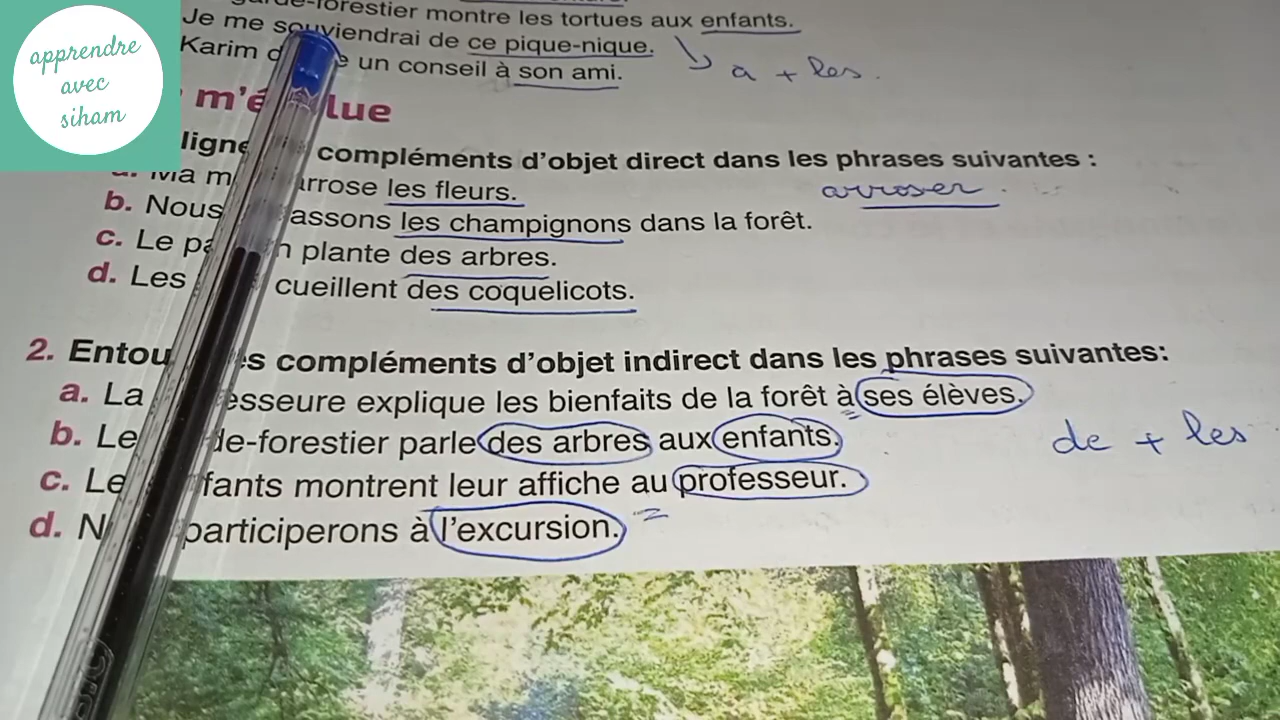 apprendre
avec
siham
-forestier montre les tortues aux enfants.
Je me souviendrai de ce pique-nique.
a + les.
Karim un conseil à son ami.
m'é lue
ligne compléments d'objet direct dans les phrases suivantes :
a. Ma m arrose les fleurs.
arroser.
b. Nous assons les champignons dans la forêt.
c. Le pa n plante des arbres.
d. Les cueillent des coquelicots.
2. Entou es compléments d'objet indirect dans les phrases suivantes:
a. La esseure explique les bienfaits de la forêt à ses élèves.
b. Le de-forestier parle des arbres aux enfants.
de + les
c. Le fants montrent leur affiche au professeur.
d. N participerons à l'excursion.